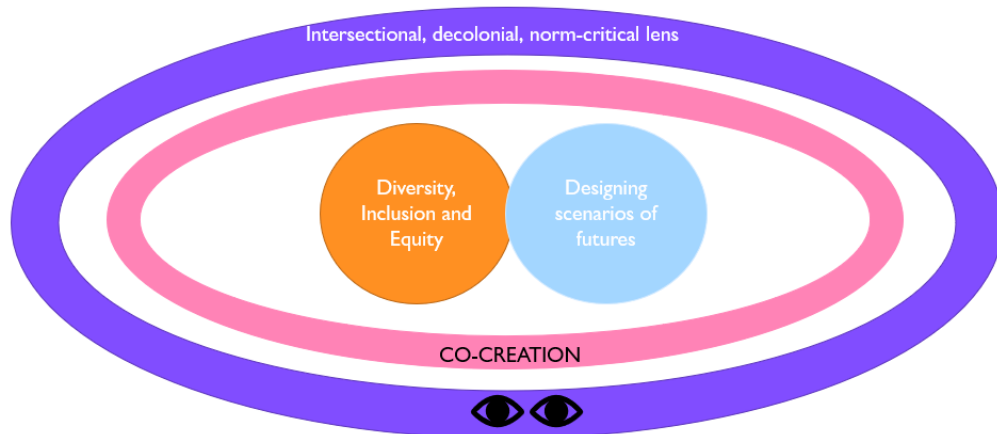 Intersectional, decolonial, norm-critical lens
Diversity,
Inclusion and
Equity
Designing
scenarios of
futures
CO-CREATION